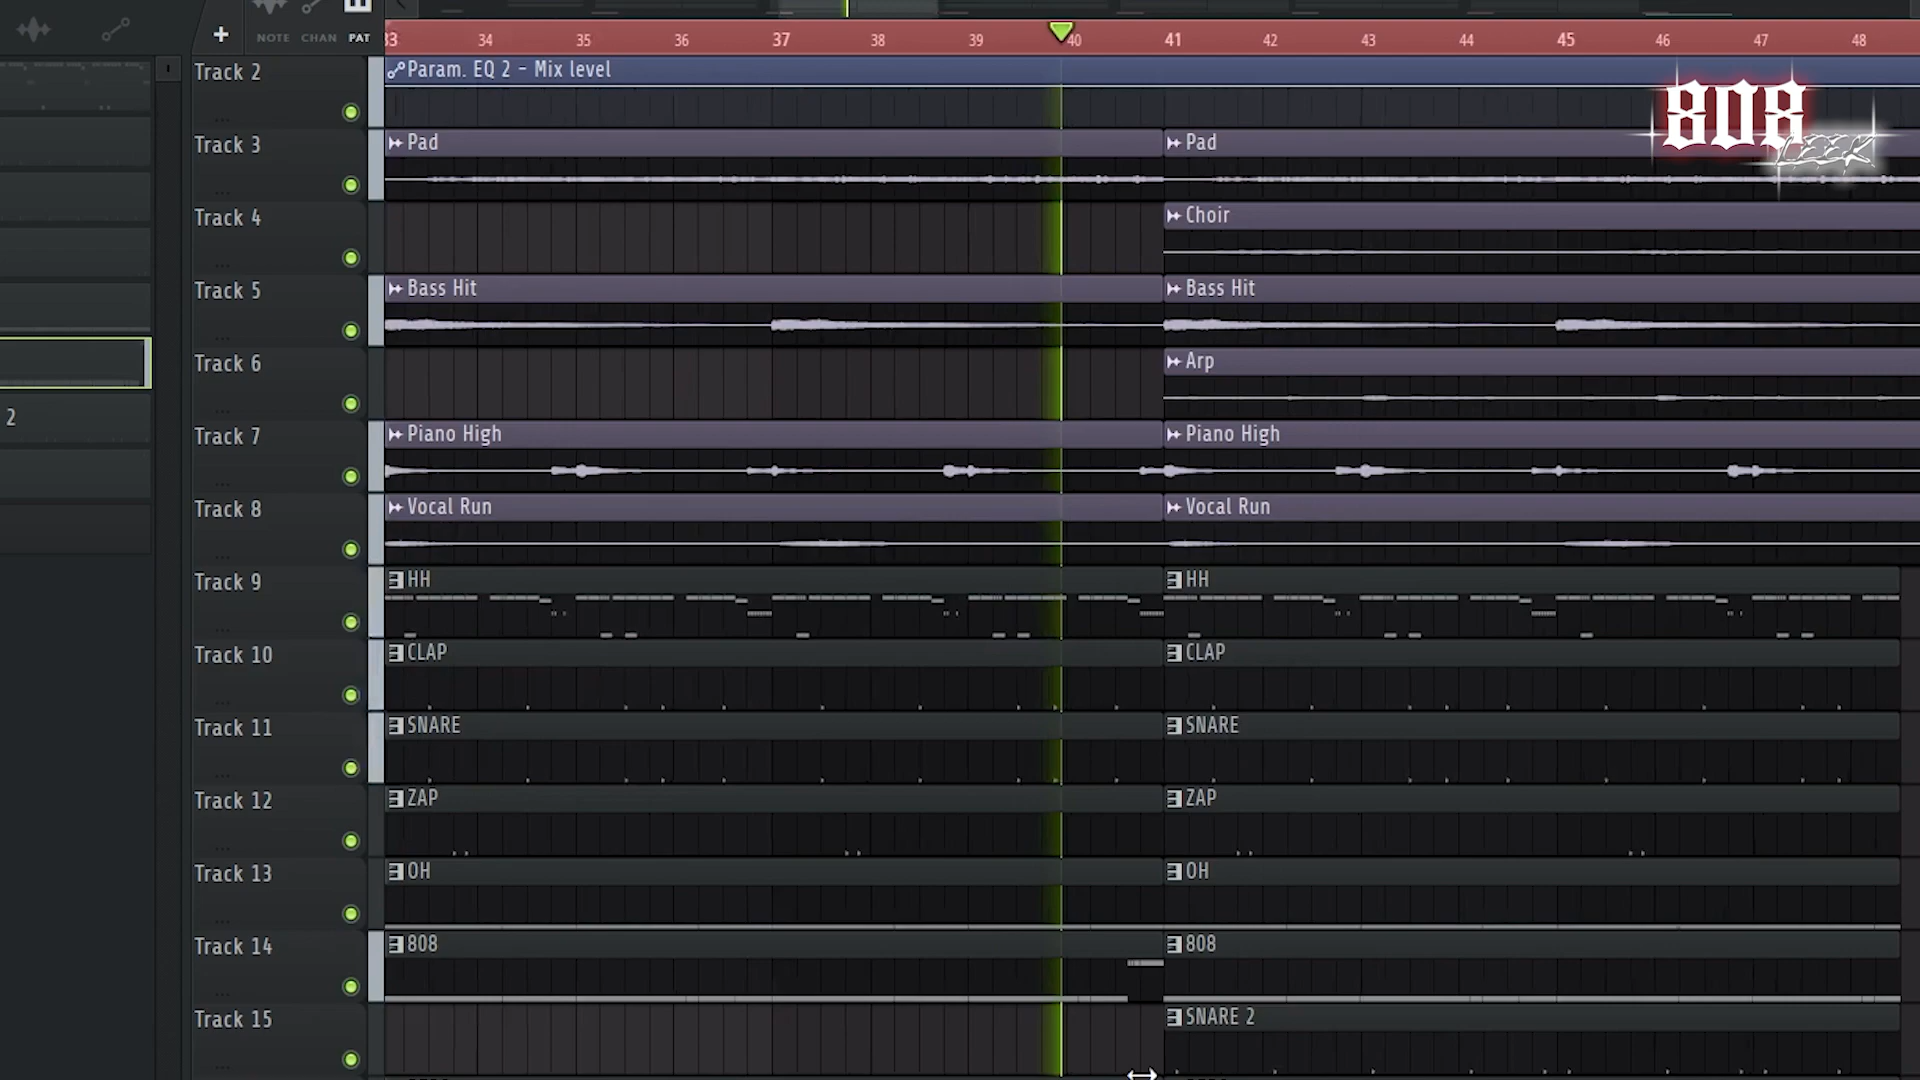 NOTE CHAN PAT
33 34 35 36 37 38 39 40 41 42 43 44 45 46 47 48
Track 2
Param. EQ 2 - Mix level
808
Track 3
Pad Pad
Track 4
Choir
Track 5
Bass Hit Bass Hit
Track 6
Arp
2
Track 7
Piano High Piano High
Track 8
Vocal Run Vocal Run
Track 9
HH HH
Track 10
CLAP CLAP
Track 11
SNARE SNARE
Track 12
ZAP ZAP
Track 13
OH OH
Track 14
808 808
Track 15
SNARE 2